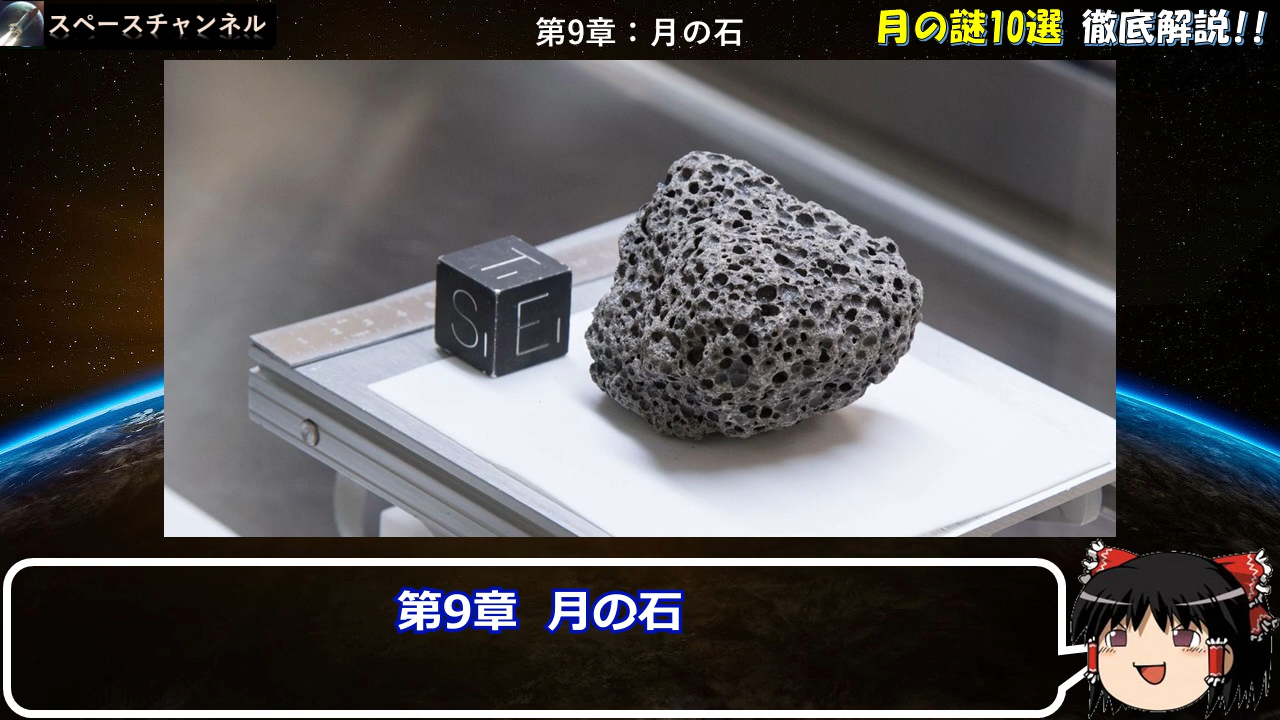 スペースチャンネル
第9章：月の石
月の謎10選 徹底解説!!
T
S
E
第9章 月の石